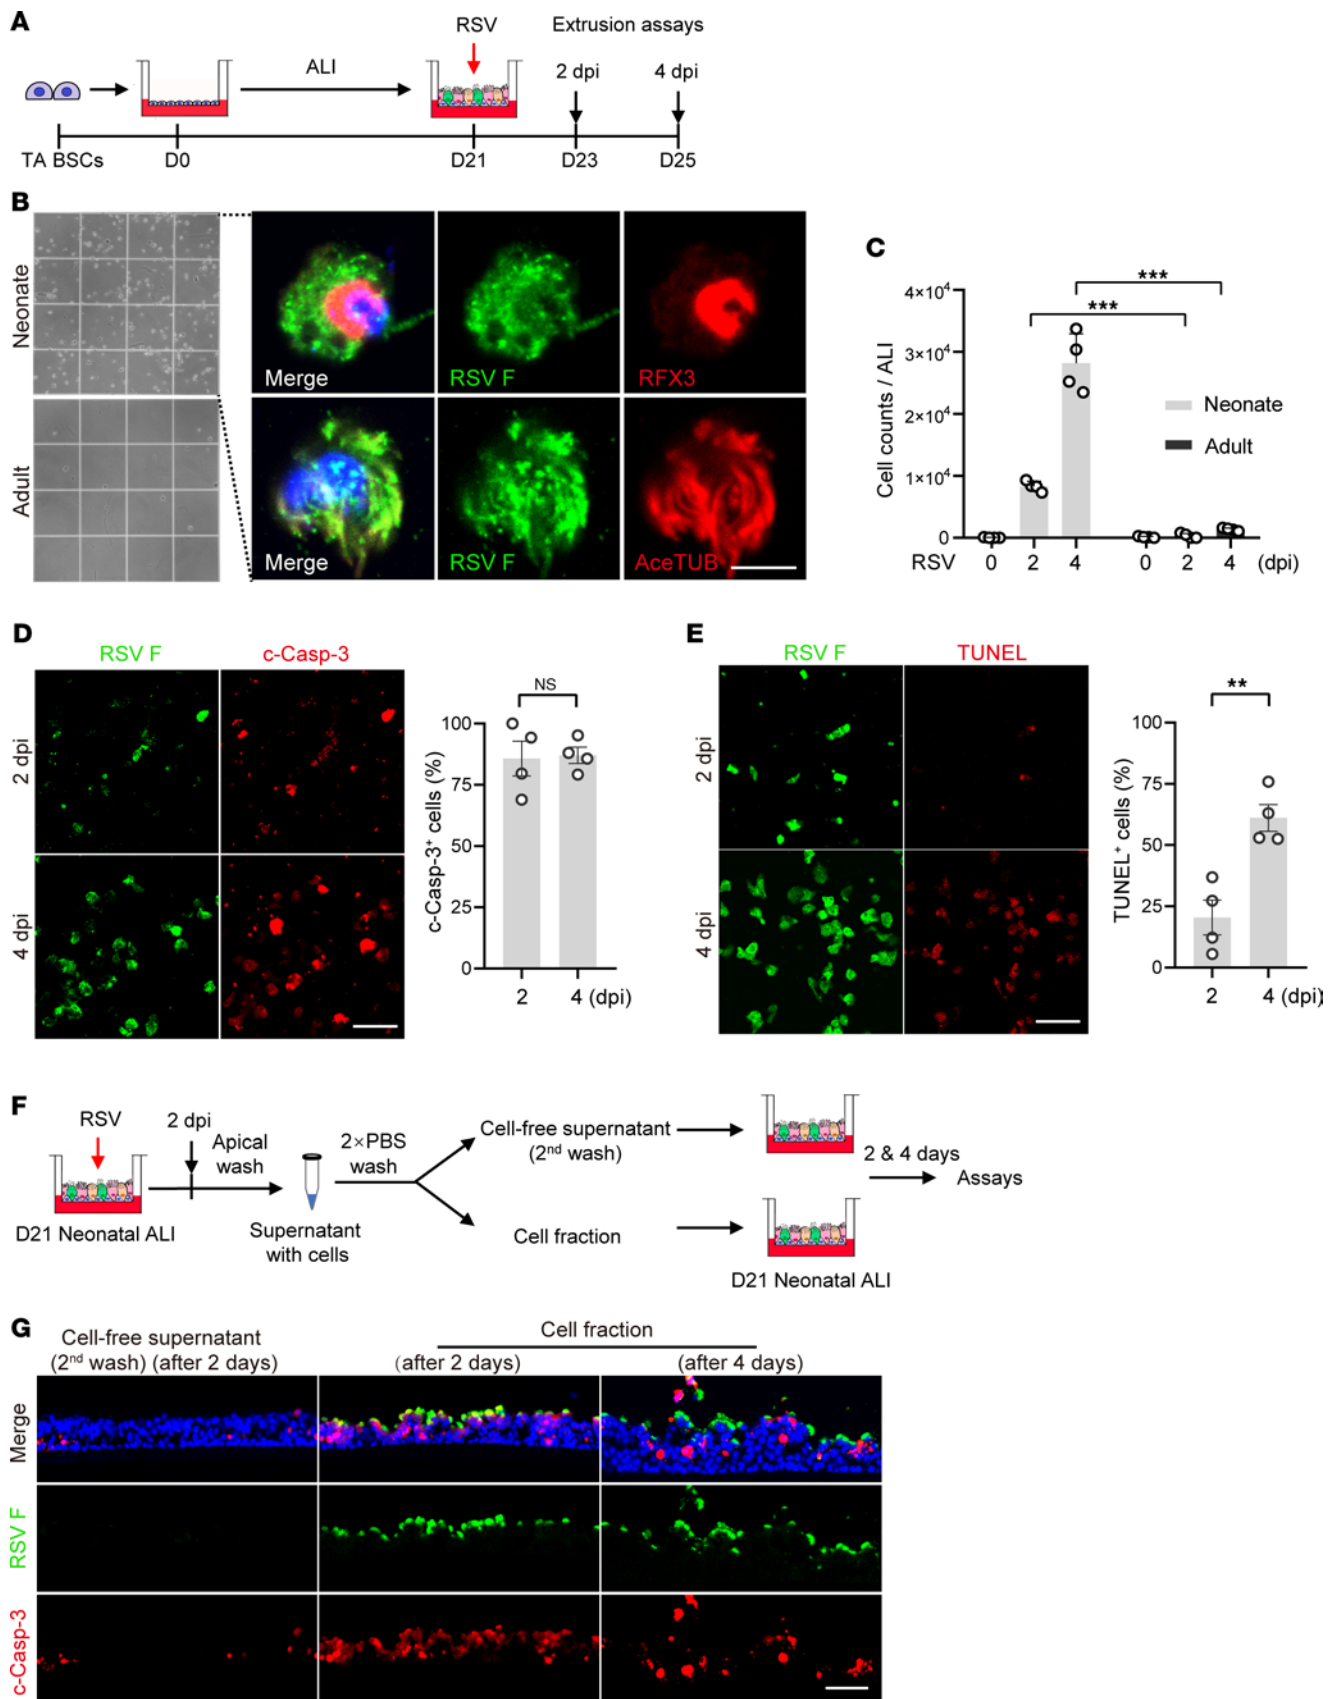 A
RSV
Extrusion assays
ALI
2 dpi
4 dpi
TA BSCs
D0
D21
D23
D25
B
Neonate
Merge
RSV F
RFX3
Adult
Merge
RSV F
AceTUB
C
Cell counts / ALI
4×10⁴
3×10⁴
2×10⁴
1×10⁴
0
***
***
Neonate
Adult
RSV
0
2
4
0
2
4
(dpi)
D
RSV F
c-Casp-3
2 dpi
4 dpi
c-Casp-3⁺ cells (%)
NS
100
75
50
25
0
2
4 (dpi)
E
RSV F
TUNEL
2 dpi
4 dpi
TUNEL⁺ cells (%)
**
100
75
50
25
0
2
4 (dpi)
F
RSV
2 dpi
Apical
wash
2×PBS
wash
D21 Neonatal ALI
Supernatant
with cells
Cell-free supernatant
(2ⁿᵈ wash)
Cell fraction
2 & 4 days
Assays
D21 Neonatal ALI
G
Cell-free supernatant
(2ⁿᵈ wash) (after 2 days)
Cell fraction
(after 2 days)
(after 4 days)
Merge
RSV F
c-Casp-3